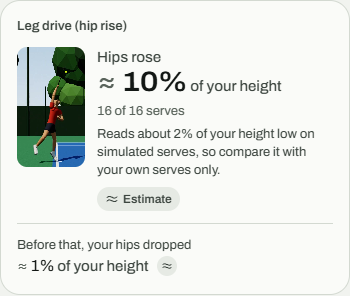 Leg drive (hip rise)
Hips rose
≈ 10% of your height
16 of 16 serves
Reads about 2% of your height low on
simulated serves, so compare it with
your own serves only.
≈ Estimate
Before that, your hips dropped
≈ 1% of your height ≈